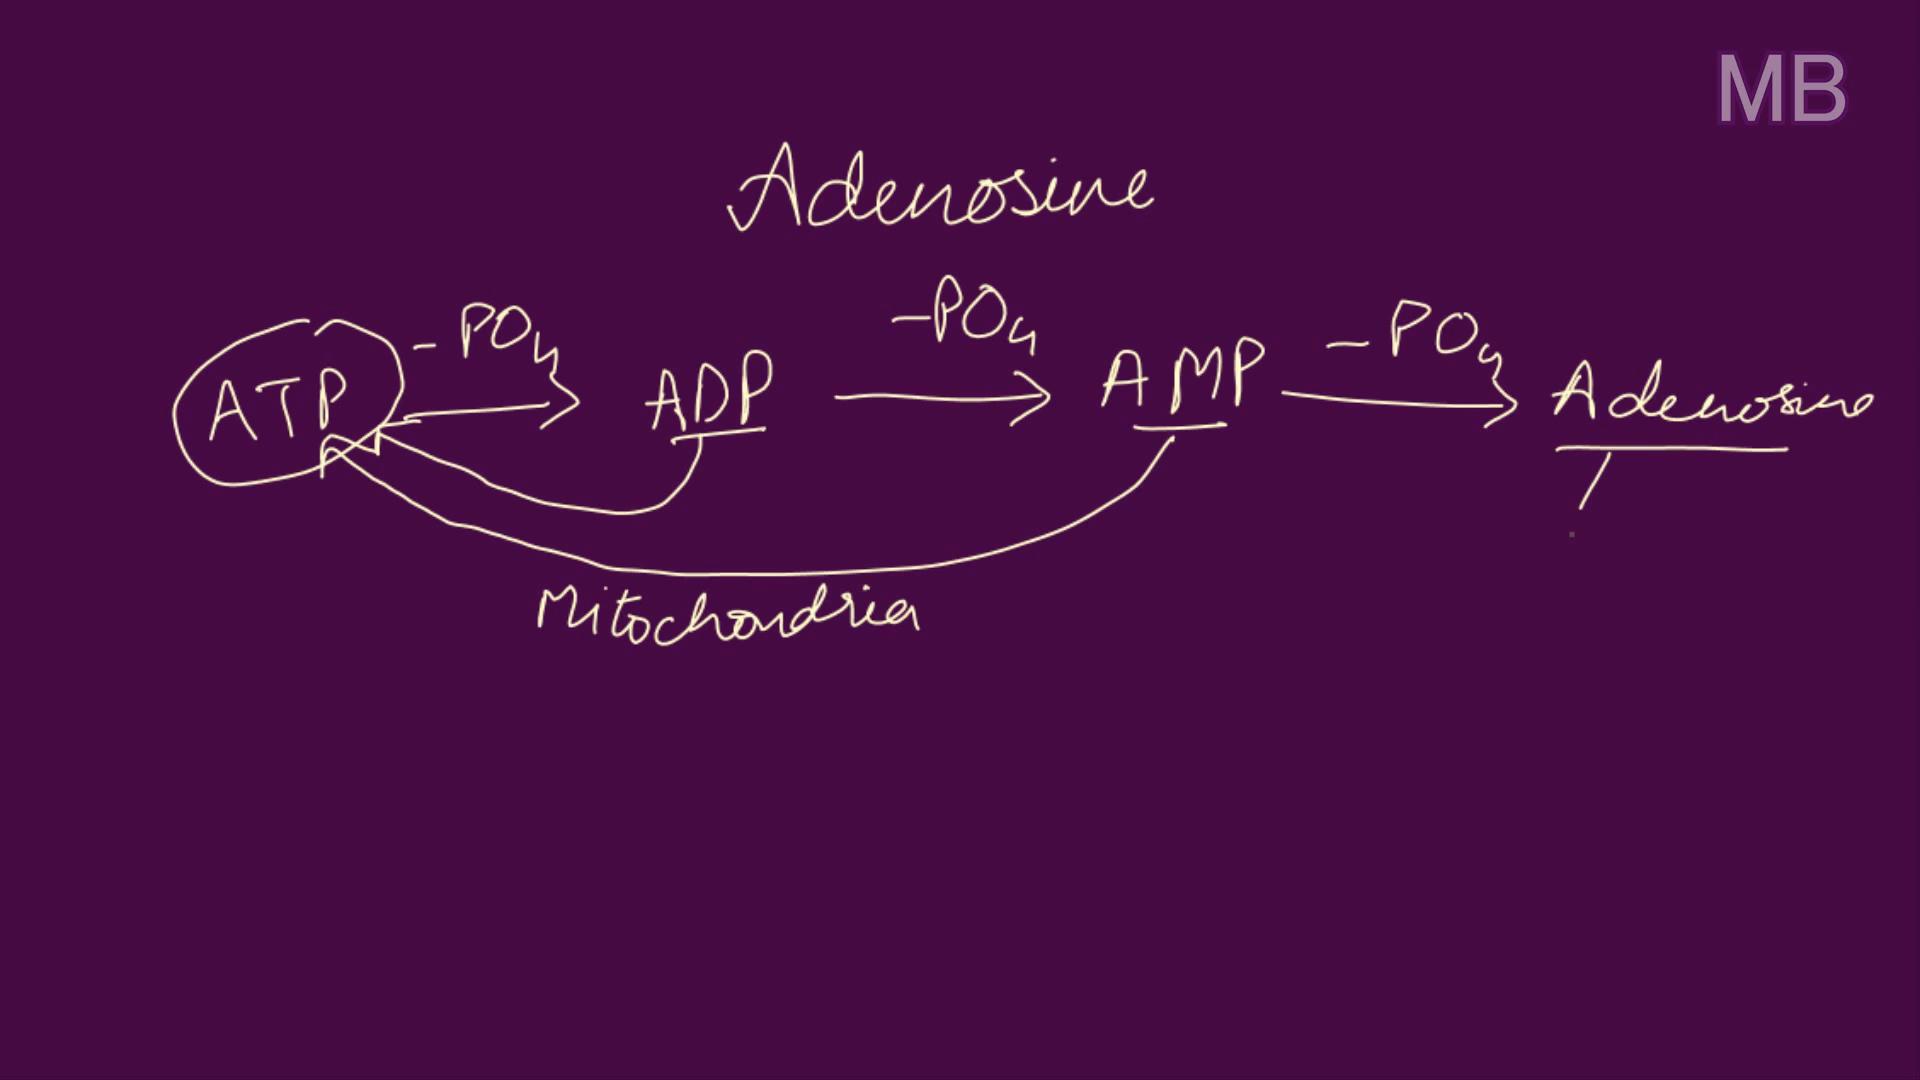 MB
Adenosine
-PO4 -PO4 -PO4
ATP ADP AMP Adenosine
Mitochondria